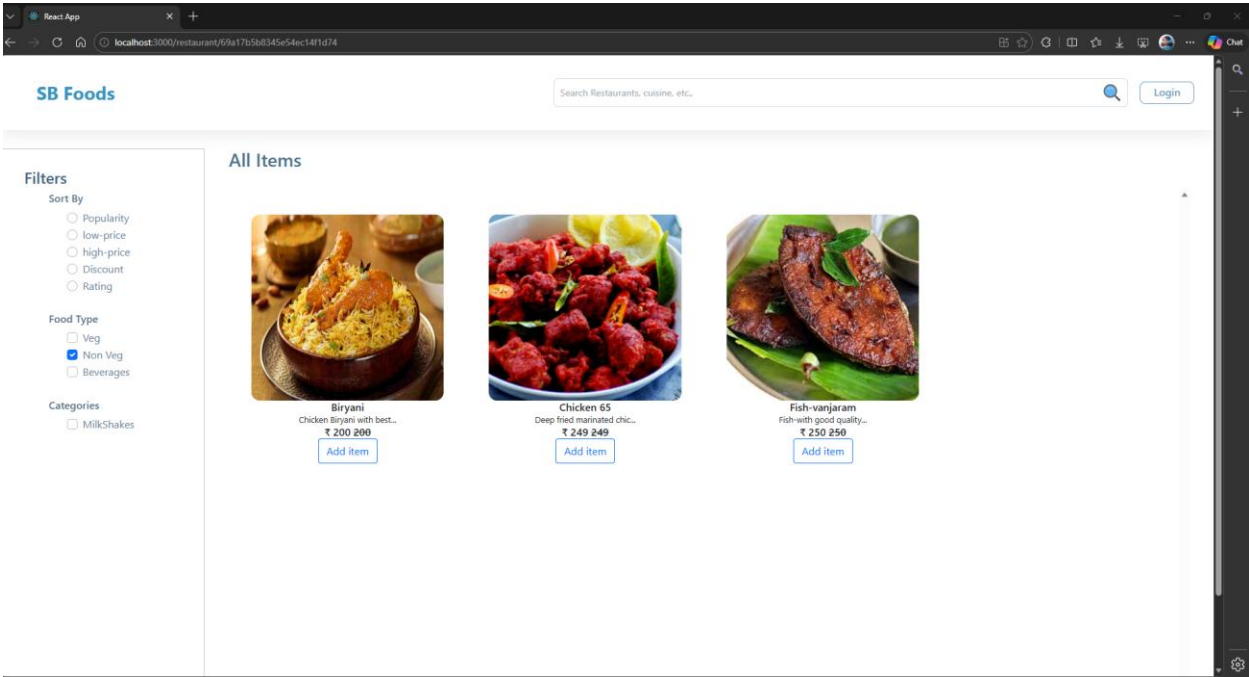 React App
localhost:3000/restaurant/69a17b5b8345e54ec14f1d74
Chat
SB Foods
Search Restaurants, cuisine, etc.,
Login
Filters
Sort By
Popularity
low-price
high-price
Discount
Rating
Food Type
Veg
Non Veg
Beverages
Categories
MilkShakes
All Items
Biryani
Chicken Biryani with best...
₹ 200 200
Add item
Chicken 65
Deep fried marinated chic...
₹ 249 249
Add item
Fish-vanjaram
Fish-with good quality...
₹ 250 250
Add item